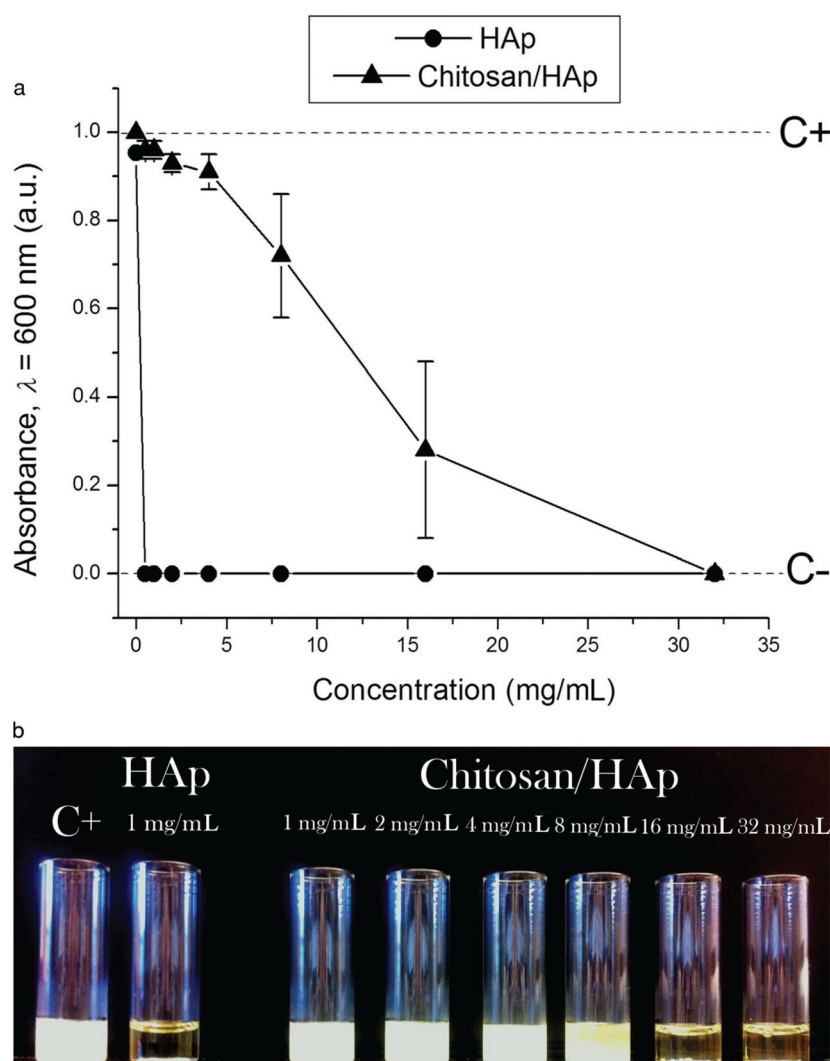 HAp
Chitosan/HAp
a
1.0
0.8
0.6
0.4
0.2
0.0
C+
C-
Absorbance, λ = 600 nm (a.u.)
0 5 10 15 20 25 30 35
Concentration (mg/mL)
b
HAp Chitosan/HAp
C+ 1 mg/mL 1 mg/mL 2 mg/mL 4 mg/mL 8 mg/mL 16 mg/mL 32 mg/mL